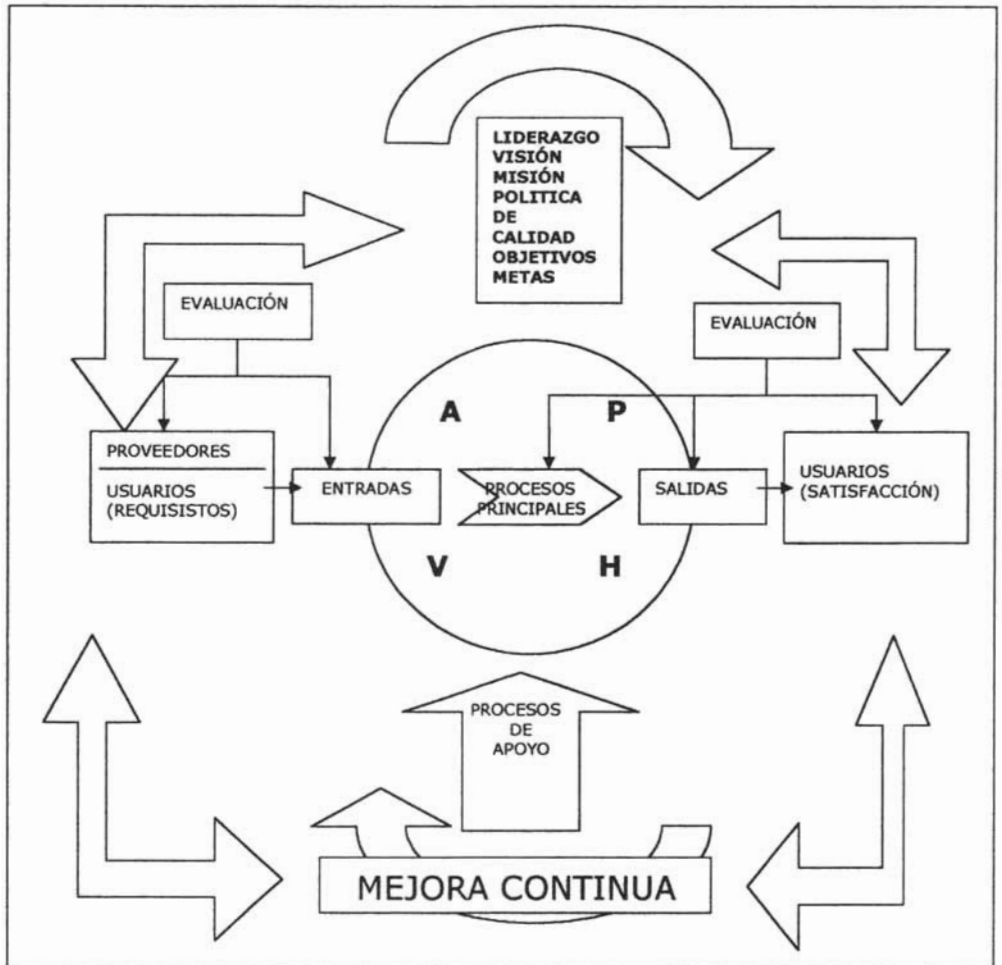 LIDERAZGO
VISIÓN
MISIÓN
POLITICA
DE
CALIDAD
OBJETIVOS
METAS
EVALUACIÓN
EVALUACIÓN
A
P
PROVEEDORES
USUARIOS
(REQUISISTOS)
ENTRADAS
PROCESOS
PRINCIPALES
SALIDAS
USUARIOS
(SATISFACCIÓN)
V
H
PROCESOS
DE
APOYO
MEJORA CONTINUA